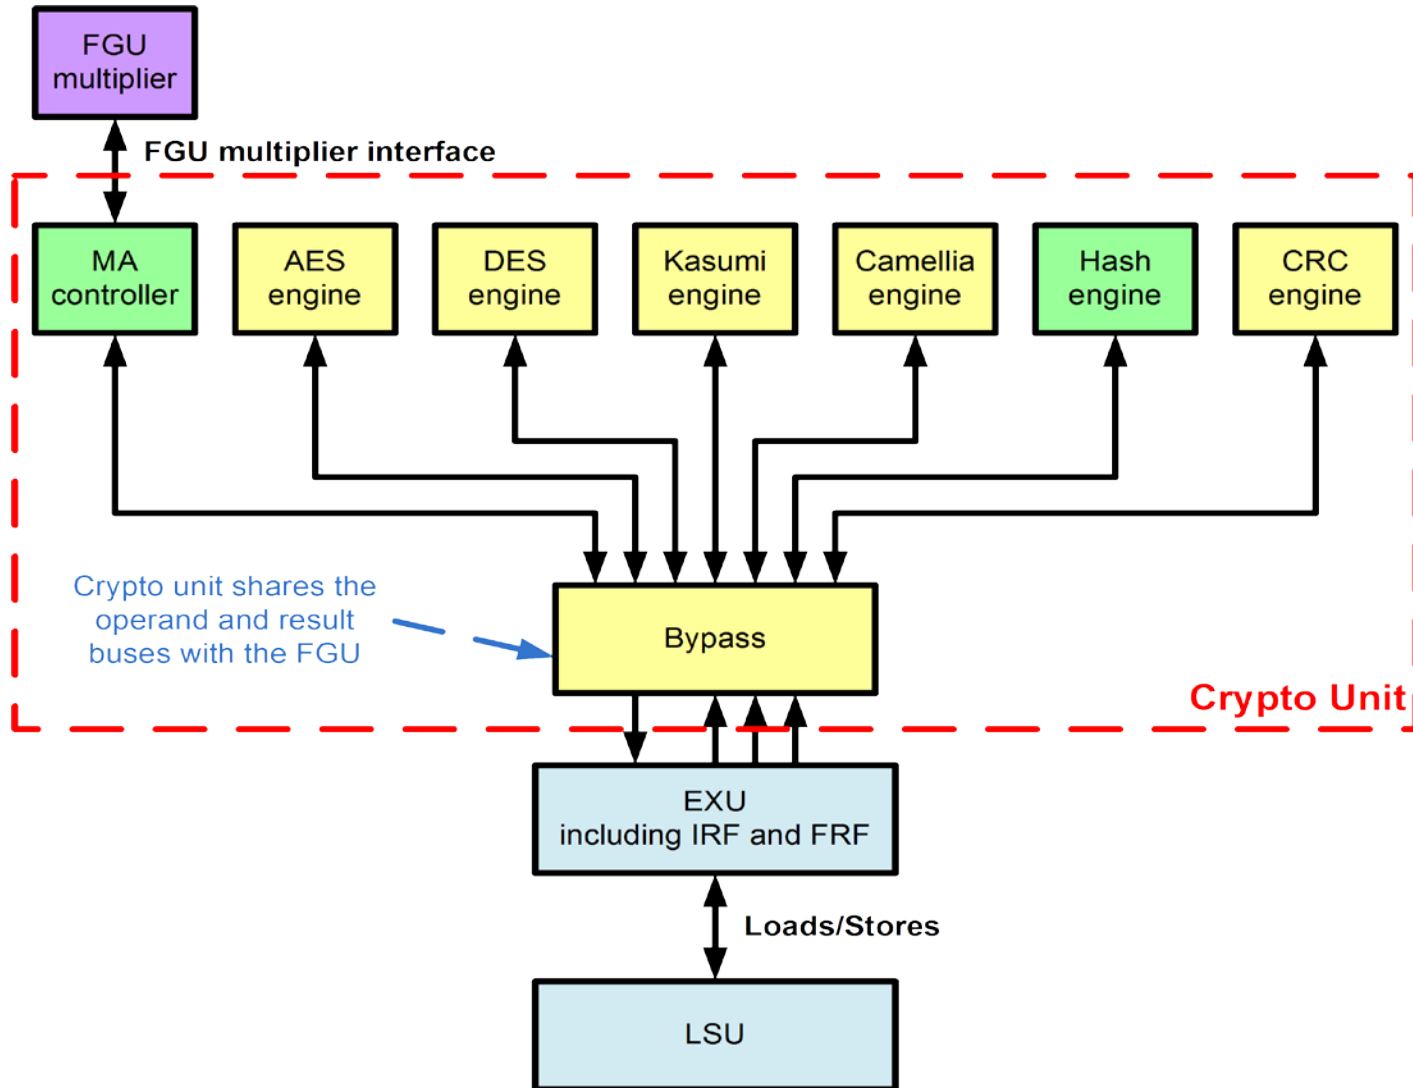 FGU
multiplier
FGU multiplier interface
MA
controller
AES
engine
DES
engine
Kasumi
engine
Camellia
engine
Hash
engine
CRC
engine
Crypto unit shares the
operand and result
buses with the FGU
Bypass
Crypto Unit
EXU
including IRF and FRF
Loads/Stores
LSU